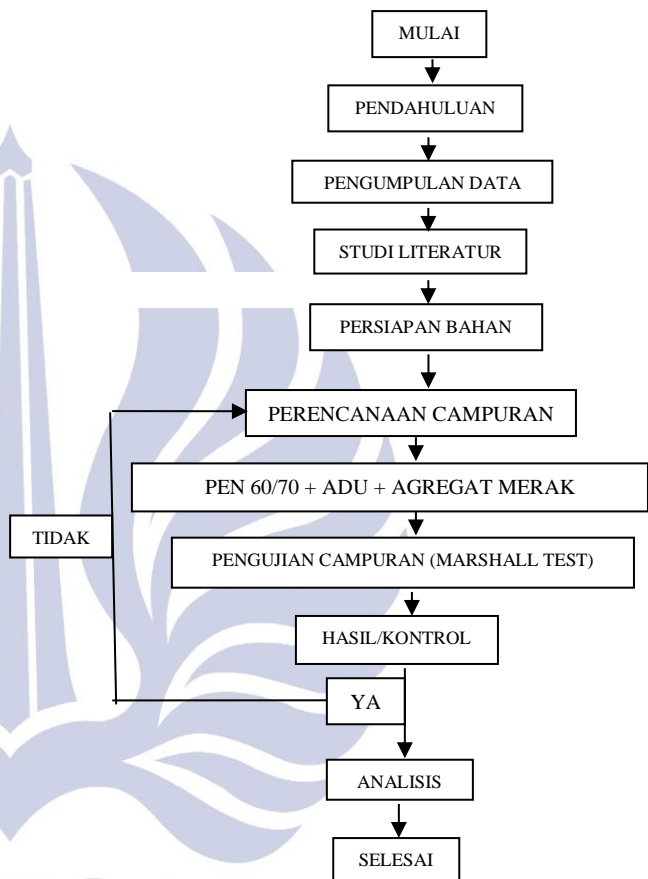 MULAI
PENDAHULUAN
PENGUMPULAN DATA
STUDI LITERATUR
PERSIAPAN BAHAN
PERENCANAAN CAMPURAN
PEN 60/70 + ADU + AGREGAT MERAK
TIDAK
PENGUJIAN CAMPURAN (MARSHALL TEST)
HASIL/KONTROL
YA
ANALISIS
SELESAI